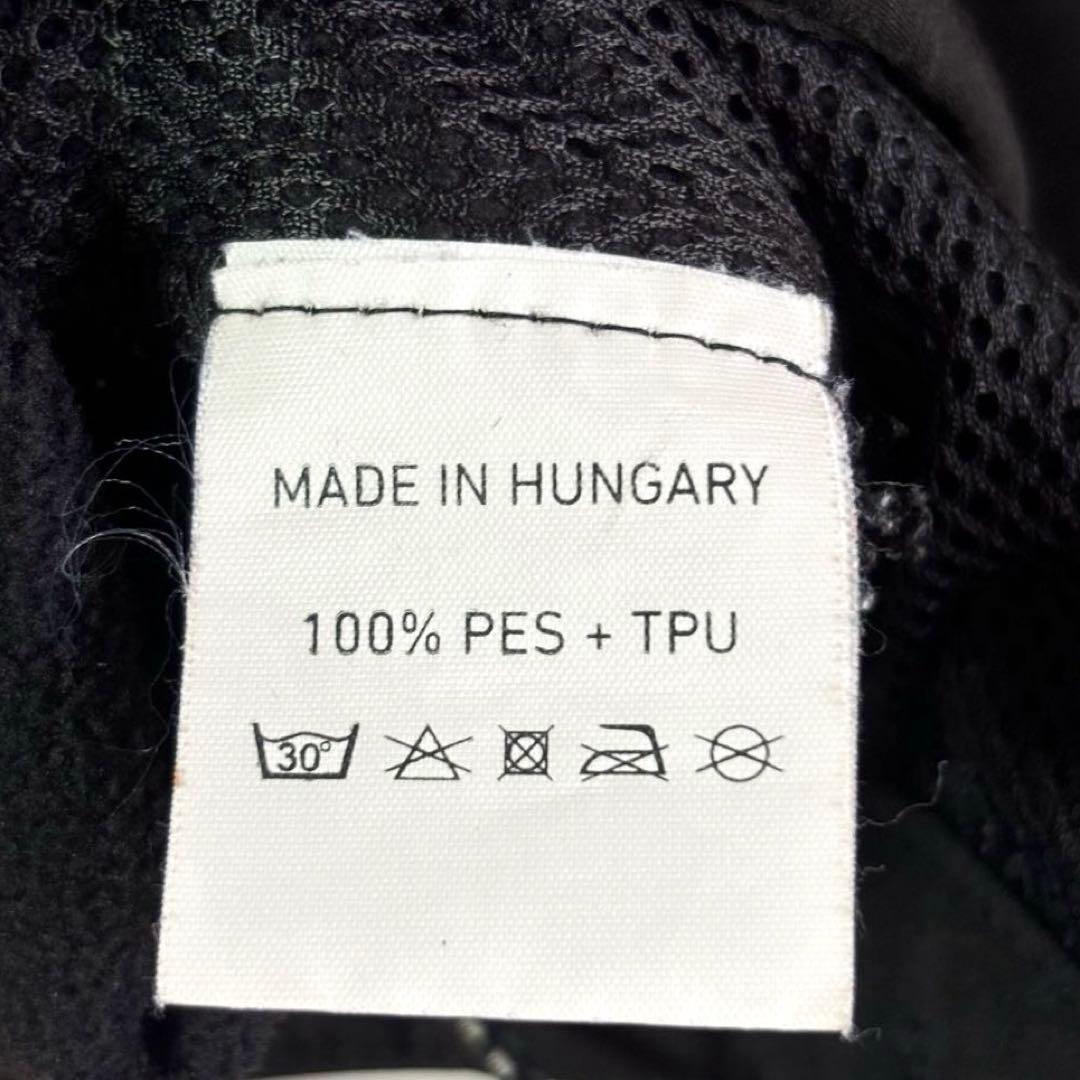 MADE IN HUNGARY
100% PES + TPU
30°